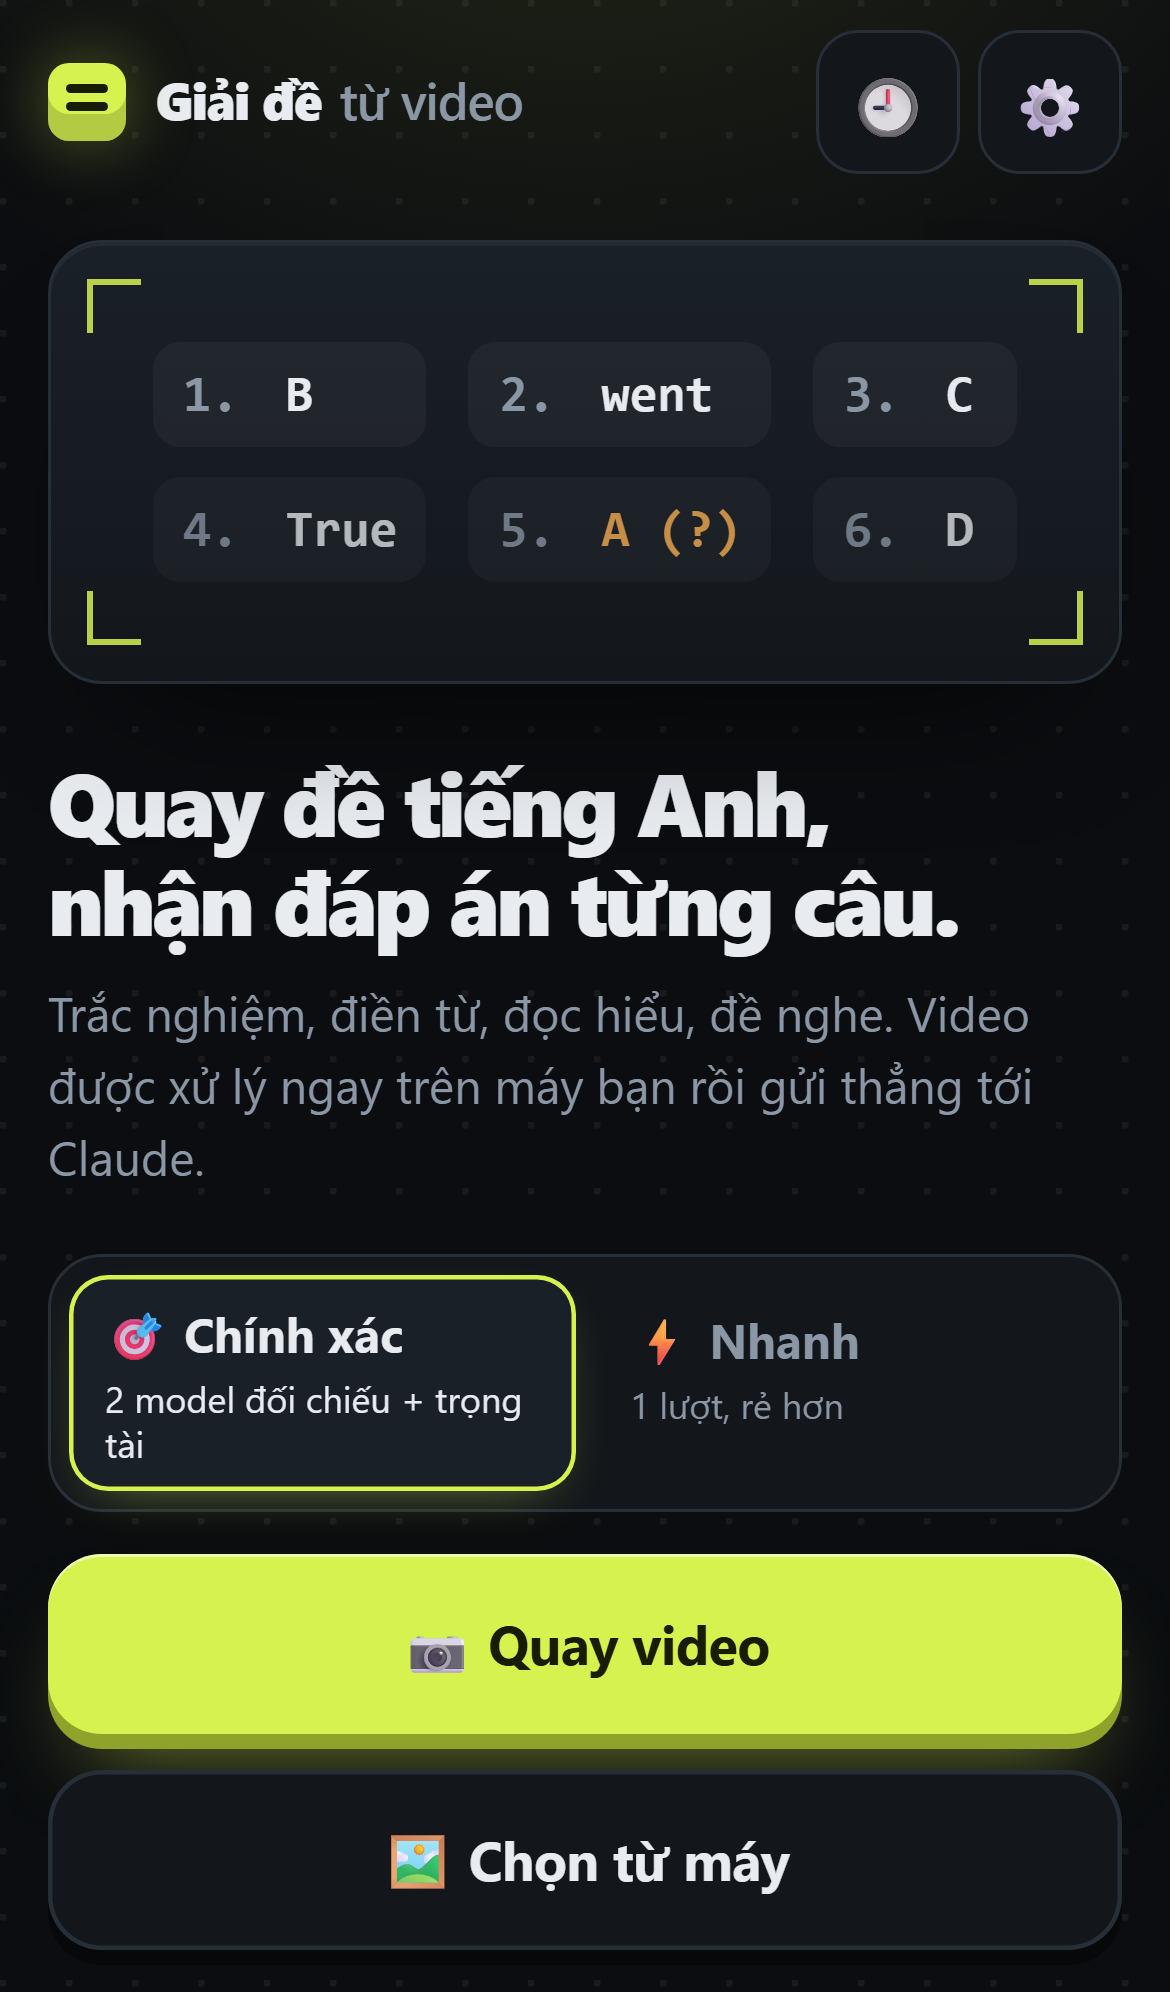 Giải đề từ video
1. B 2. went 3. C
4. True 5. A (?) 6. D
Quay đề tiếng Anh,
nhận đáp án từng câu.
Trắc nghiệm, điền từ, đọc hiểu, đề nghe. Video
được xử lý ngay trên máy bạn rồi gửi thẳng tới
Claude.
Chính xác
2 model đối chiếu + trọng
tài
Nhanh
1 lượt, rẻ hơn
Quay video
Chọn từ máy